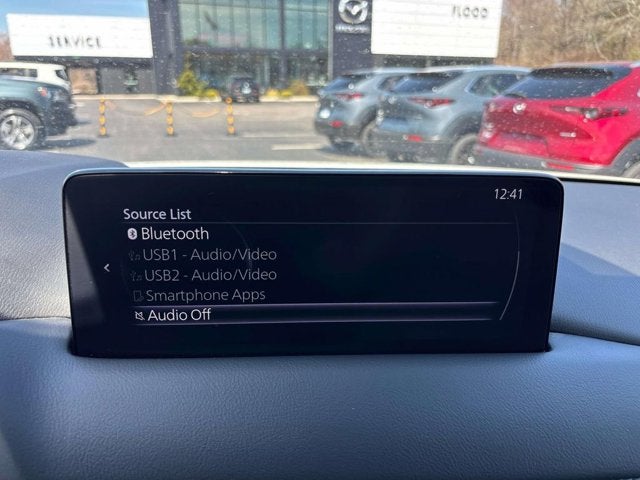 SERVICE
FLOOD
12:41
Source List
Bluetooth
USB1 - Audio/Video
USB2 - Audio/Video
Smartphone Apps
Audio Off